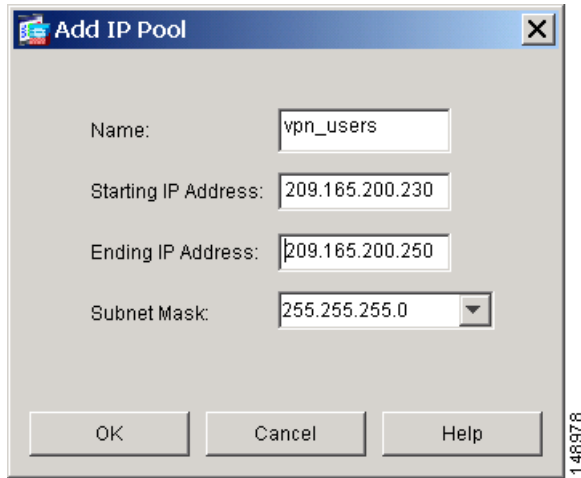 Add IP Pool
Name: vpn_users
Starting IP Address: 209.165.200.230
Ending IP Address: 209.165.200.250
Subnet Mask: 255.255.255.0
OK Cancel Help
148978